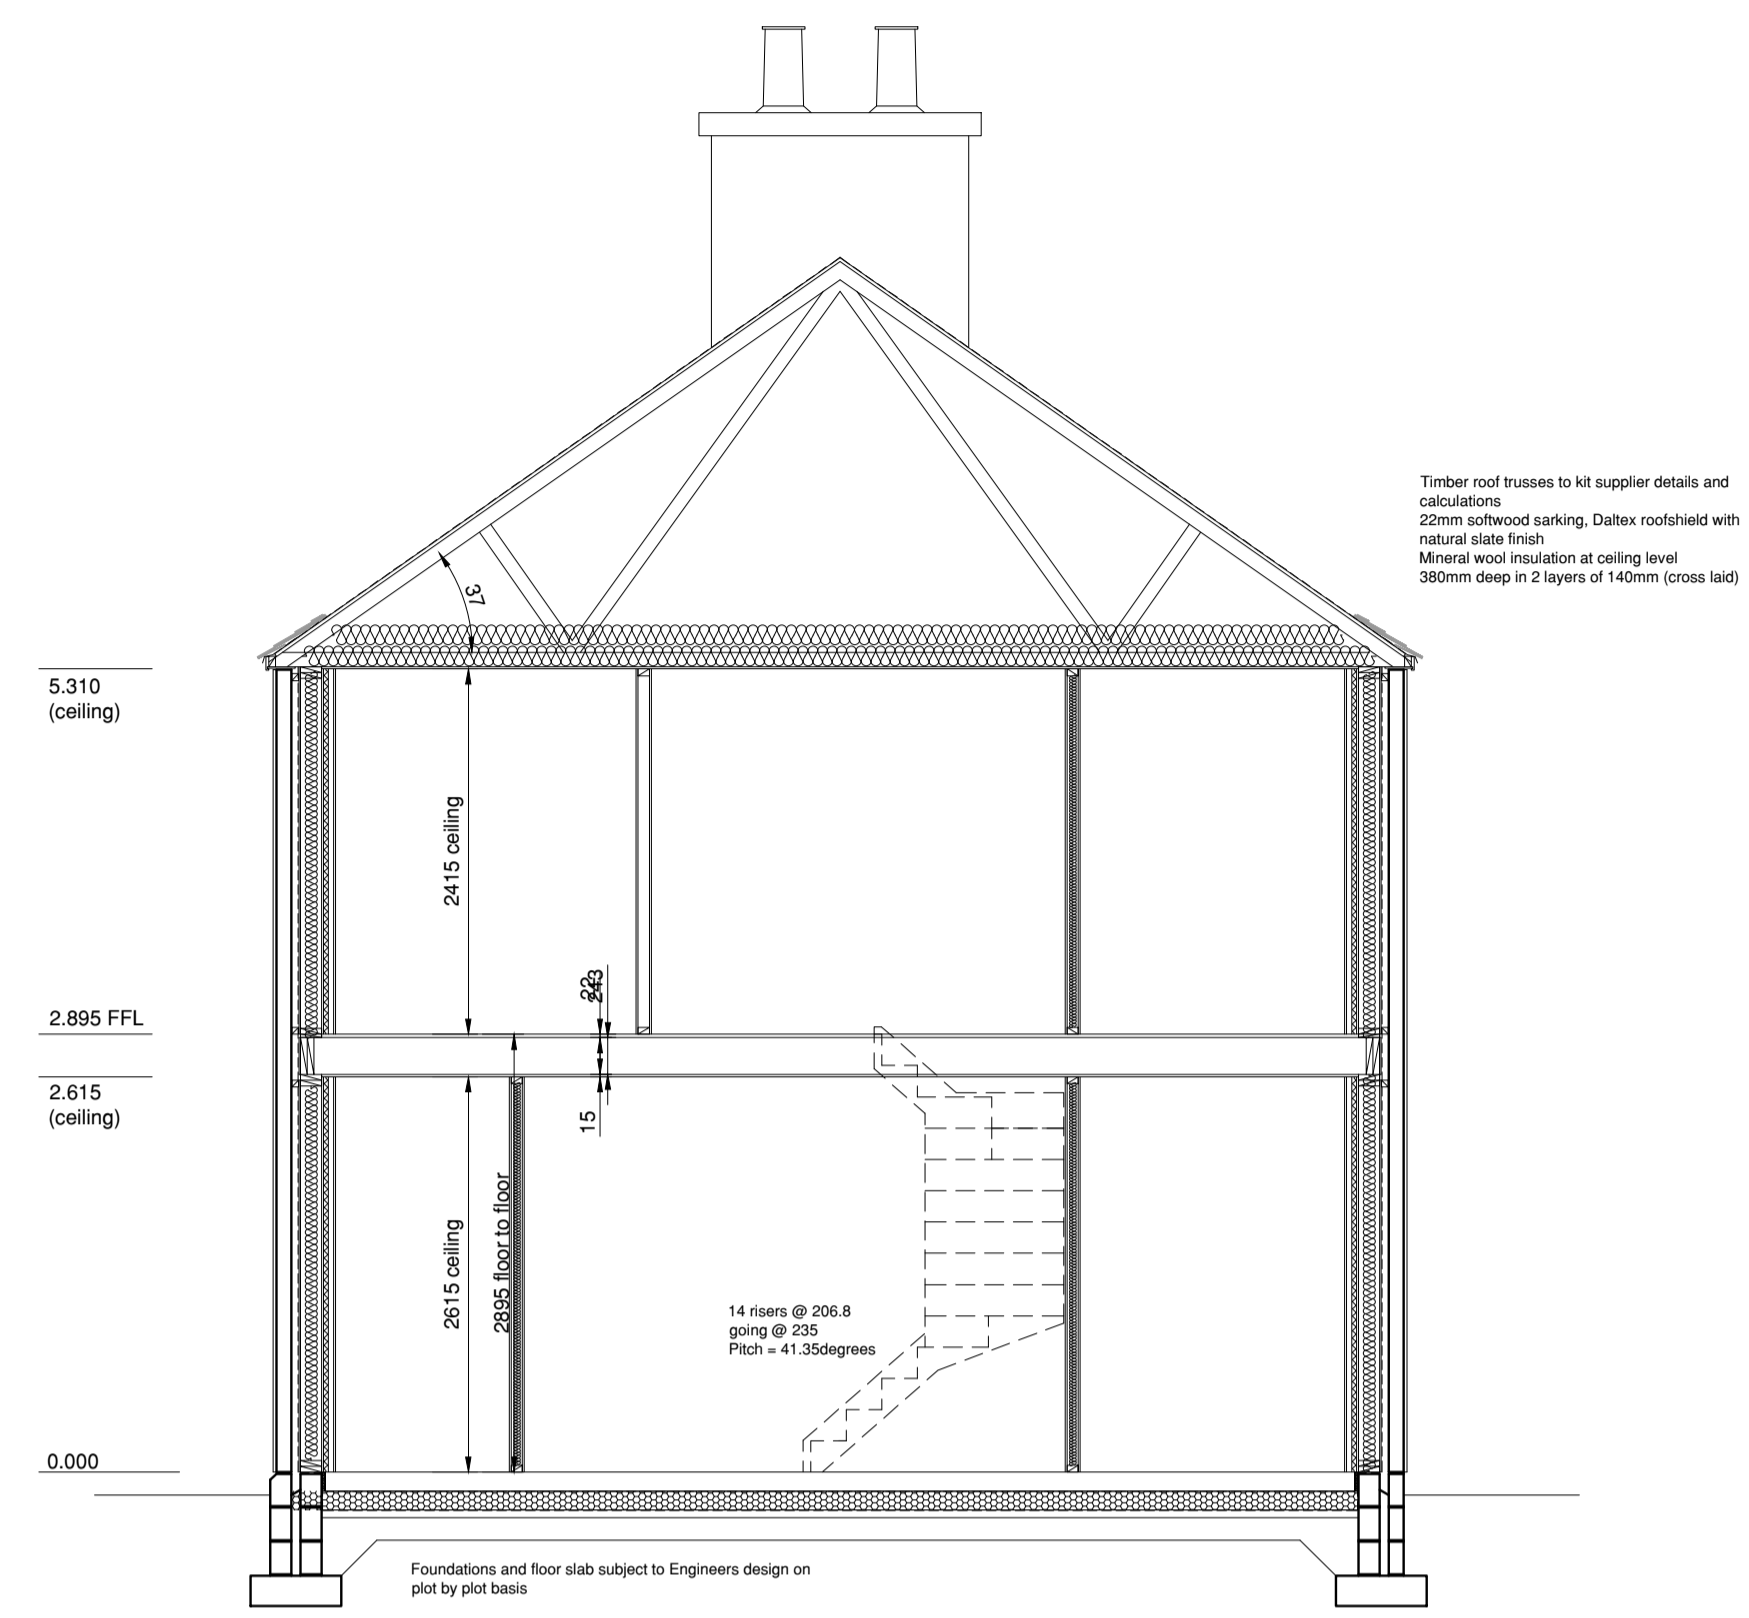 Timber roof trusses to kit supplier details and
calculations
22mm softwood sarking, Daltex roofshield with
natural slate finish
Mineral wool insulation at ceiling level
380mm deep in 2 layers of 140mm (cross laid)
37
5.310
(ceiling)
2415 ceiling
22
243
2.895 FFL
2.615
(ceiling)
15
2615 ceiling
2895 floor to floor
14 risers @ 206.8
going @ 235
Pitch = 41.35degrees
0.000
Foundations and floor slab subject to Engineers design on
plot by plot basis